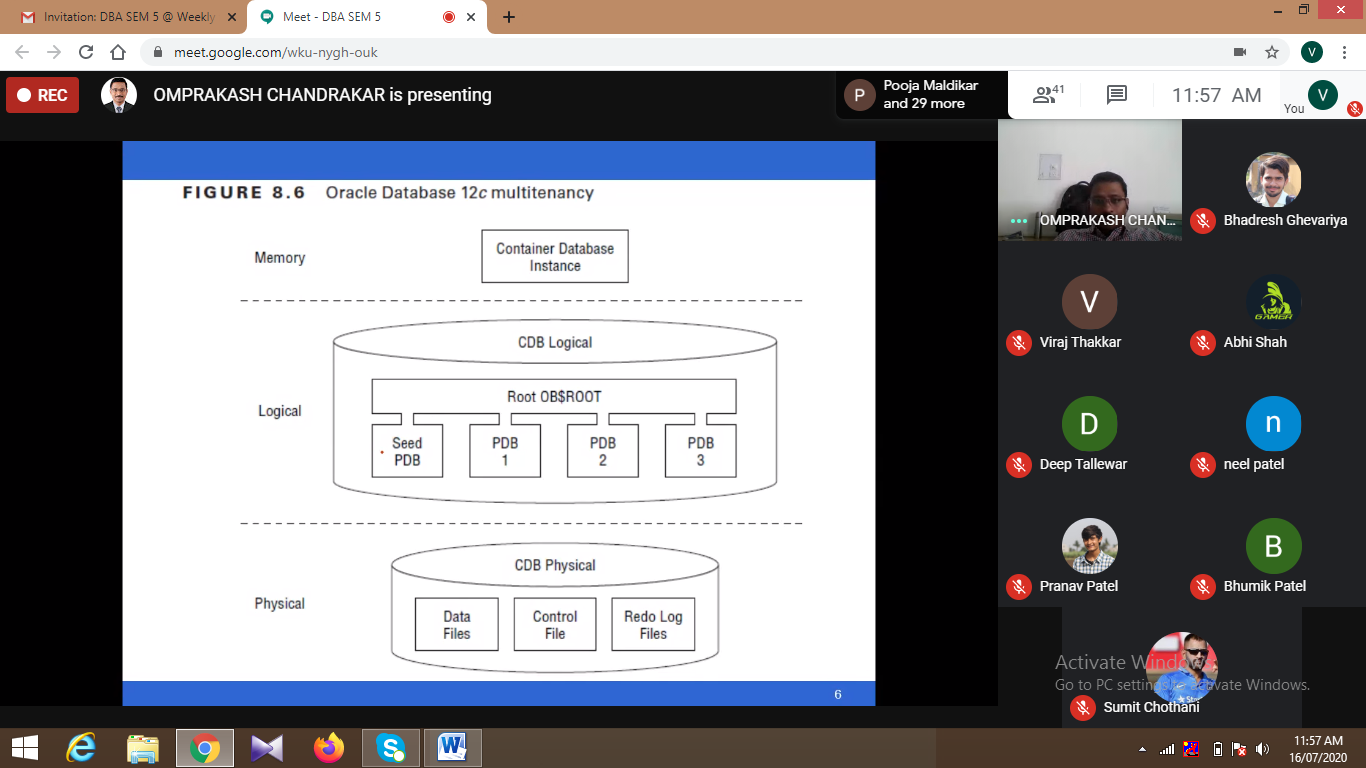 Invitation: DBA SEM 5 @ Weekly
Meet - DBA SEM 5
meet.google.com/wku-nygh-ouk
V
REC
OMPRAKASH CHANDRAKAR is presenting
P
Pooja Maldikar
and 29 more
41
11:57 AM
You
V
FIGURE 8.6 Oracle Database 12c multitenancy
Memory
Container Database
Instance
CDB Logical
Logical
Root OB$ROOT
Seed
PDB
PDB
1
PDB
2
PDB
3
CDB Physical
Physical
Data
Files
Control
File
Redo Log
Files
6
OMPRAKASH CHAN...
Bhadresh Ghevariya
V
Viraj Thakkar
GAMER
Abhi Shah
D
Deep Tallewar
n
neel patel
Pranav Patel
B
Bhumik Patel
Sumit Chothani
Activate Windows
Go to PC settings to activate Windows.
11:57 AM
16/07/2020